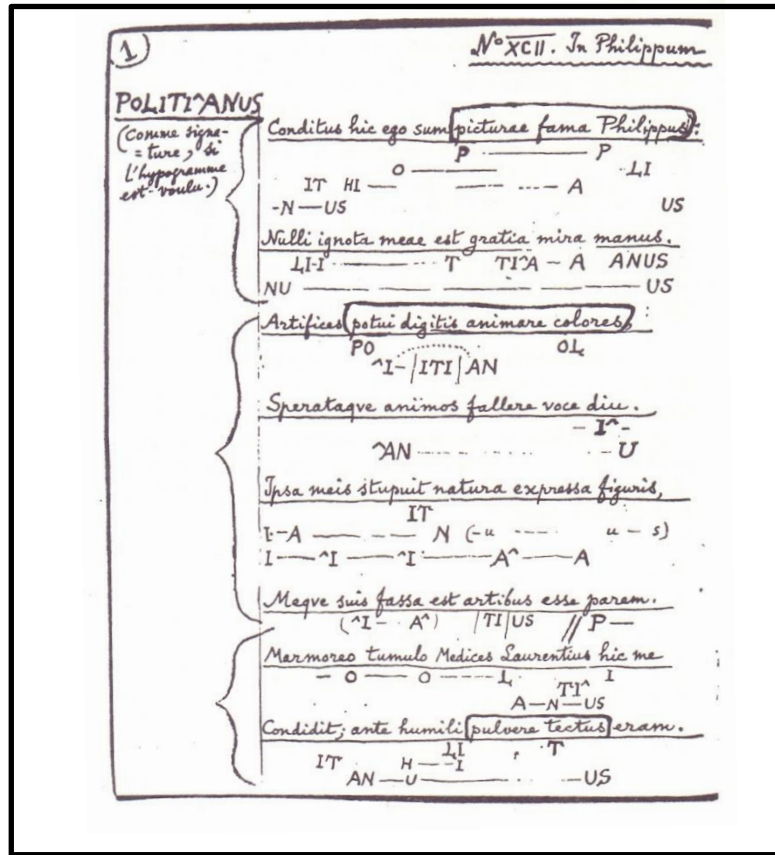 1
N° XCII. In Philippum
POLITI^ANUS
(Comme signa-
=ture, si
l'hypogramme
est voulu.)
Conditus hic ego sum picturae fama Philippus:
P P
O LI
IT HI A
-N US US
Nulli ignota meae est gratia mira manus.
LI-I T TI^A - A ANUS
NU US
Artifices potui digitis animare colores,
PO OL
^I- |ITI| AN
Sperataqve animos fallere voce diu.
- I^ -
^AN U
Ipsa meis stupuit natura expressa figuris,
IT
I-A N (-u u - s)
I ^I ^I A^ A
Meqve suis fassa est artibus esse parem.
(^I- A^) |TI| US // P -
Marmoreo tumulo Medices Laurentius hic me
- O O L I
TI^
A-N-US
Condidit; ante humili pulvere tectus eram.
LI T
IT H I
AN U US